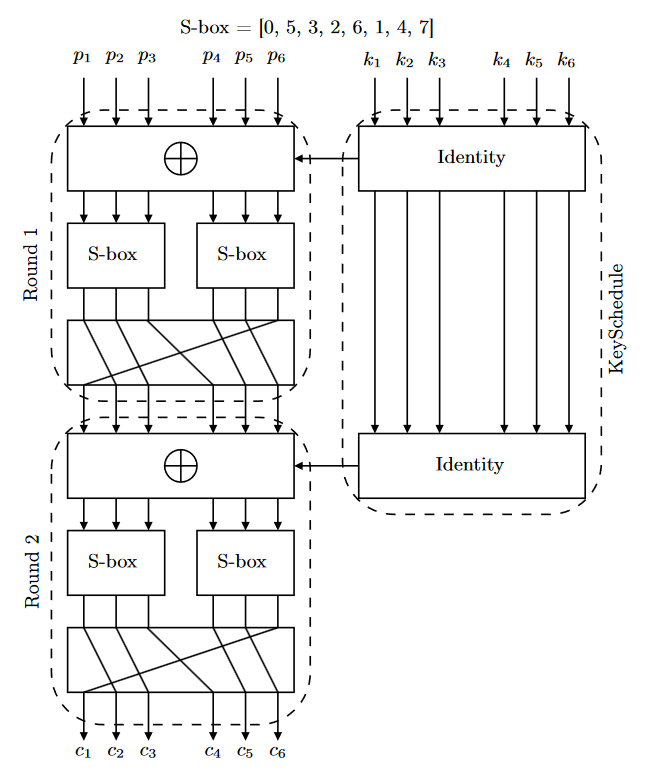 S-box = [0, 5, 3, 2, 6, 1, 4, 7]
p₁ p₂ p₃ p₄ p₅ p₆ k₁ k₂ k₃ k₄ k₅ k₆
Identity
Round 1
S-box S-box
KeySchedule
Identity
Round 2
S-box S-box
c₁ c₂ c₃ c₄ c₅ c₆